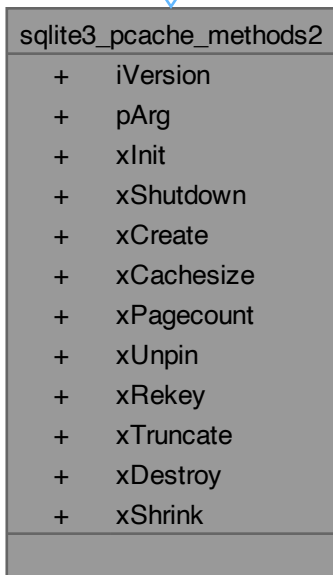 sqlite3_pcache_methods2
+ iVersion
+ pArg
+ xInit
+ xShutdown
+ xCreate
+ xCachesize
+ xPagecount
+ xUnpin
+ xRekey
+ xTruncate
+ xDestroy
+ xShrink